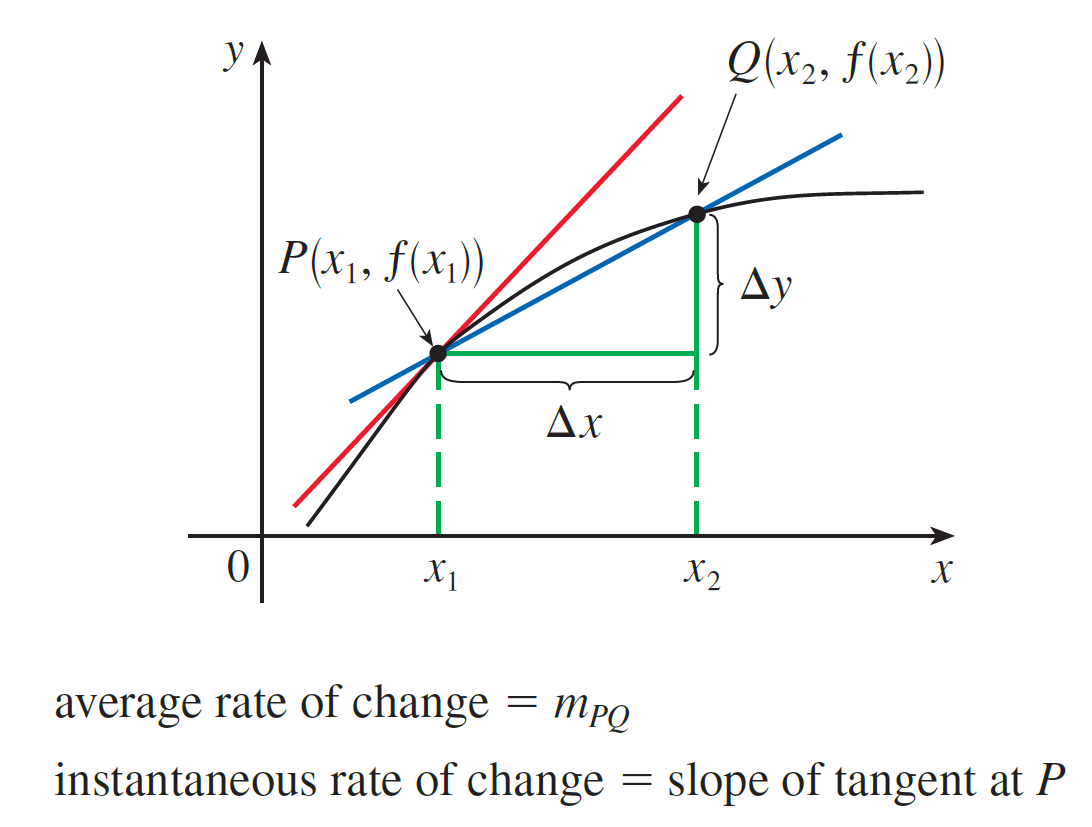 y
Q(x₂, f(x₂))
P(x₁, f(x₁))
Δy
Δx
0
x₁
x₂
x
average rate of change = m_PQ
instantaneous rate of change = slope of tangent at P